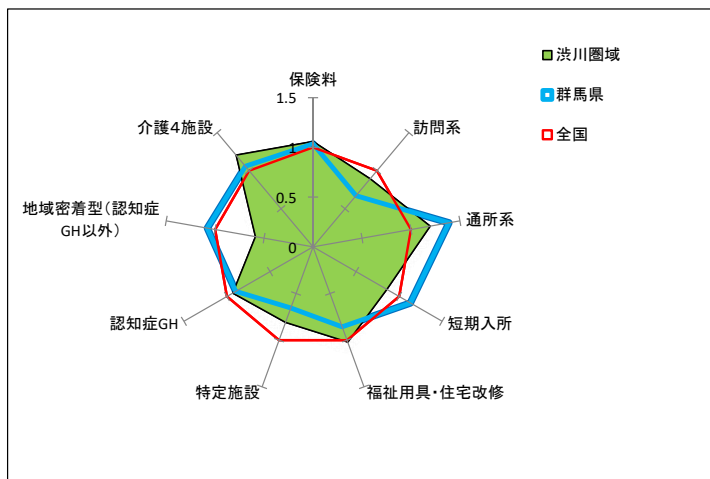 渋川圏域
群馬県
全国
保険料
1.5
1
0.5
0
訪問系
通所系
短期入所
福祉用具・住宅改修
特定施設
認知症GH
地域密着型（認知症
GH以外）
介護4施設